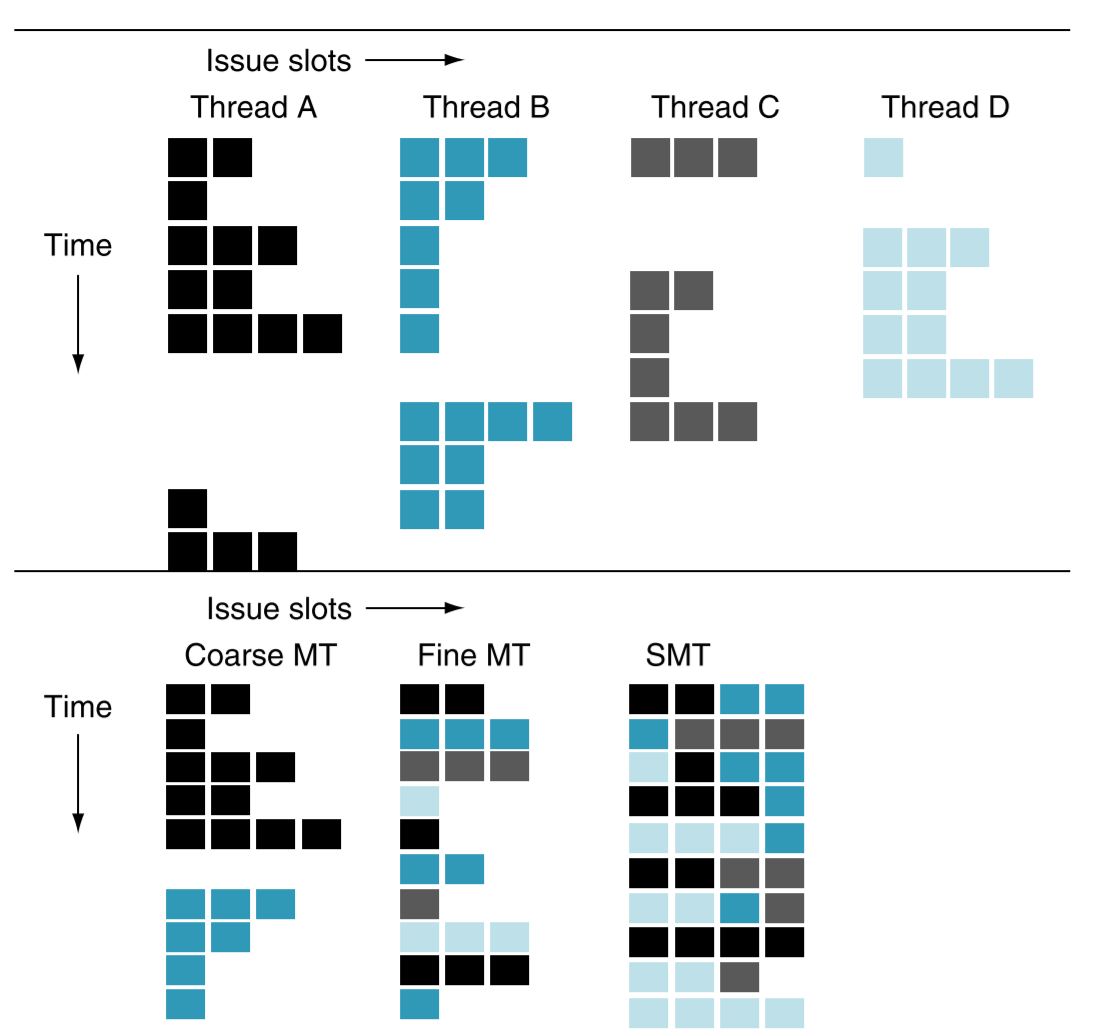 Issue slots
Thread A Thread B Thread C Thread D
Time
Issue slots
Coarse MT Fine MT SMT
Time